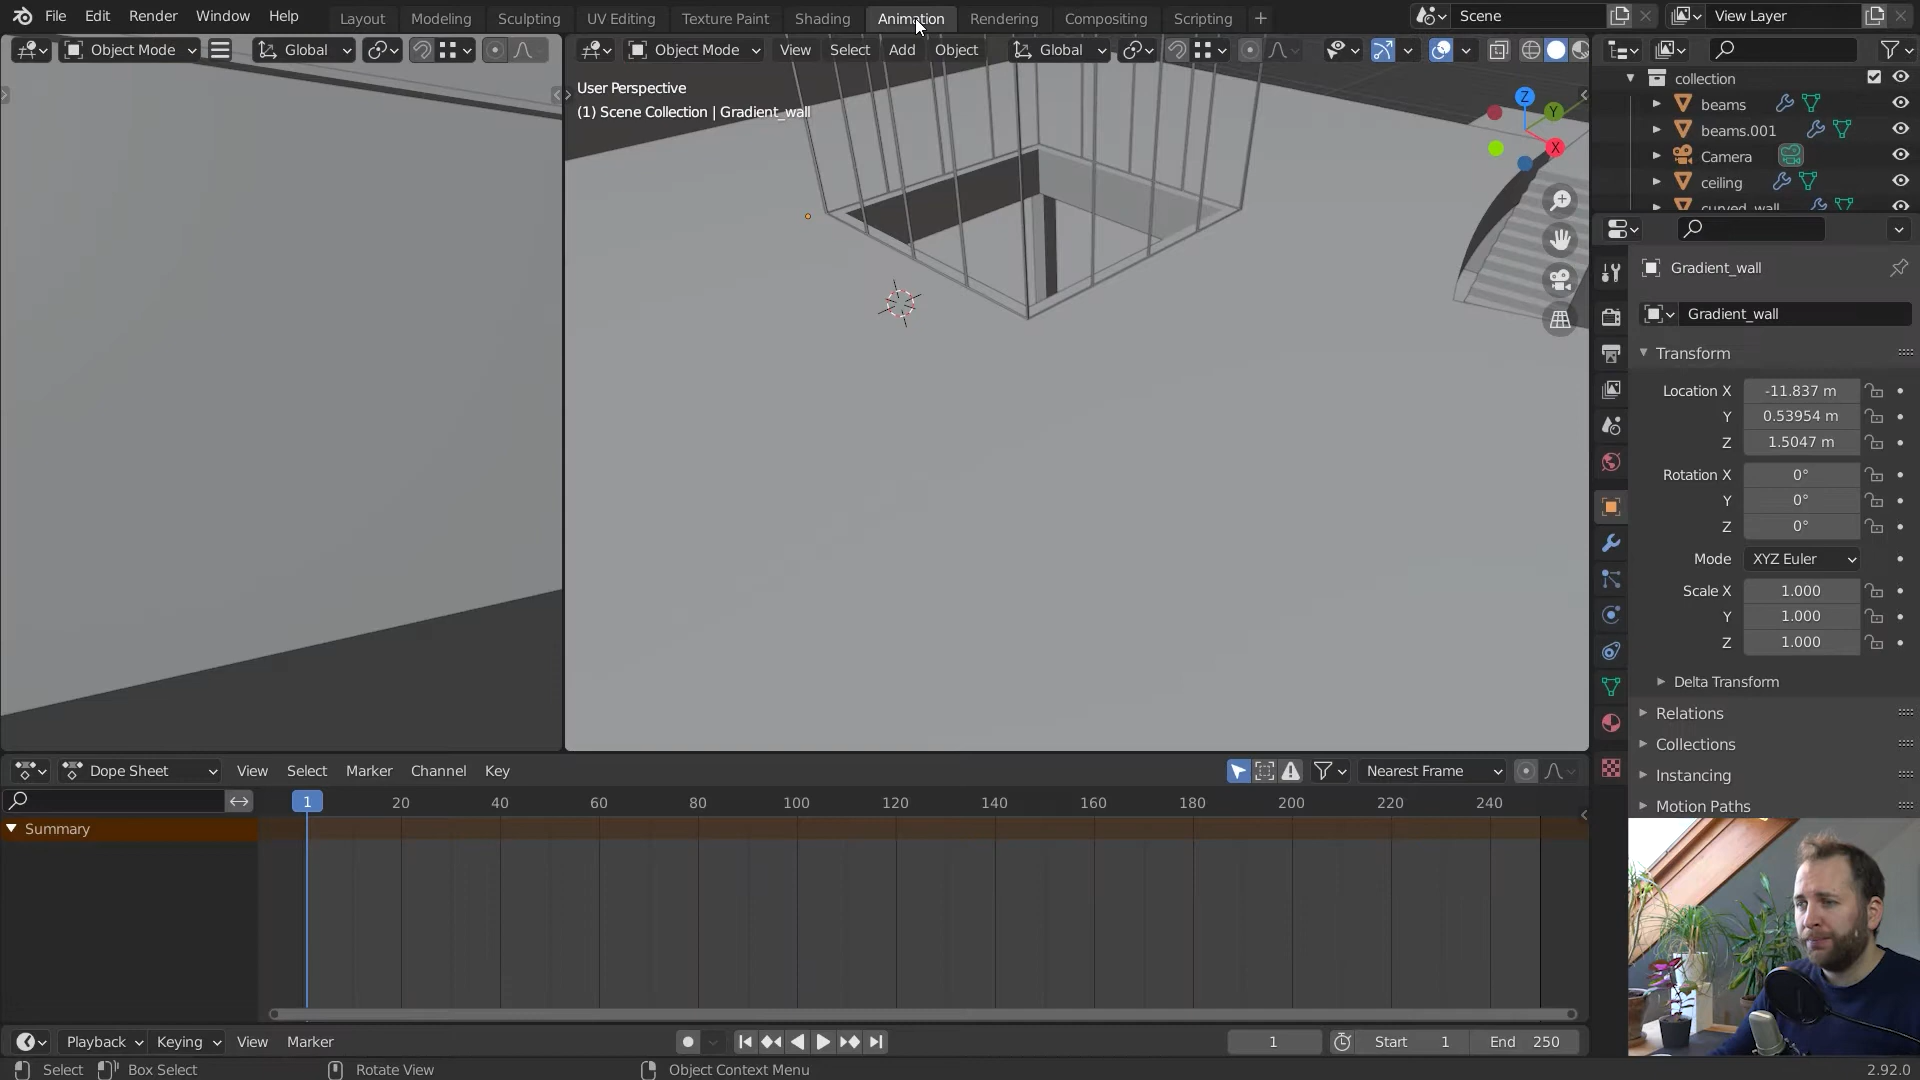 File Edit Render Window Help Layout Modeling Sculpting UV Editing Texture Paint Shading Animation Rendering Compositing Scripting + Scene View Layer
Object Mode Global Object Mode View Select Add Object Global
User Perspective
(1) Scene Collection | Gradient_wall
Z
Y
X
collection
beams
beams.001
Camera
ceiling
curved_wall
Gradient_wall
Gradient_wall
Transform
Location X -11.837 m
Y 0.53954 m
Z 1.5047 m
Rotation X 0°
Y 0°
Z 0°
Mode XYZ Euler
Scale X 1.000
Y 1.000
Z 1.000
Delta Transform
Relations
Collections
Instancing
Motion Paths
Dope Sheet View Select Marker Channel Key Nearest Frame
1 20 40 60 80 100 120 140 160 180 200 220 240
Summary
Playback Keying View Marker 1 Start 1 End 250
Select Box Select Rotate View Object Context Menu 2.92.0